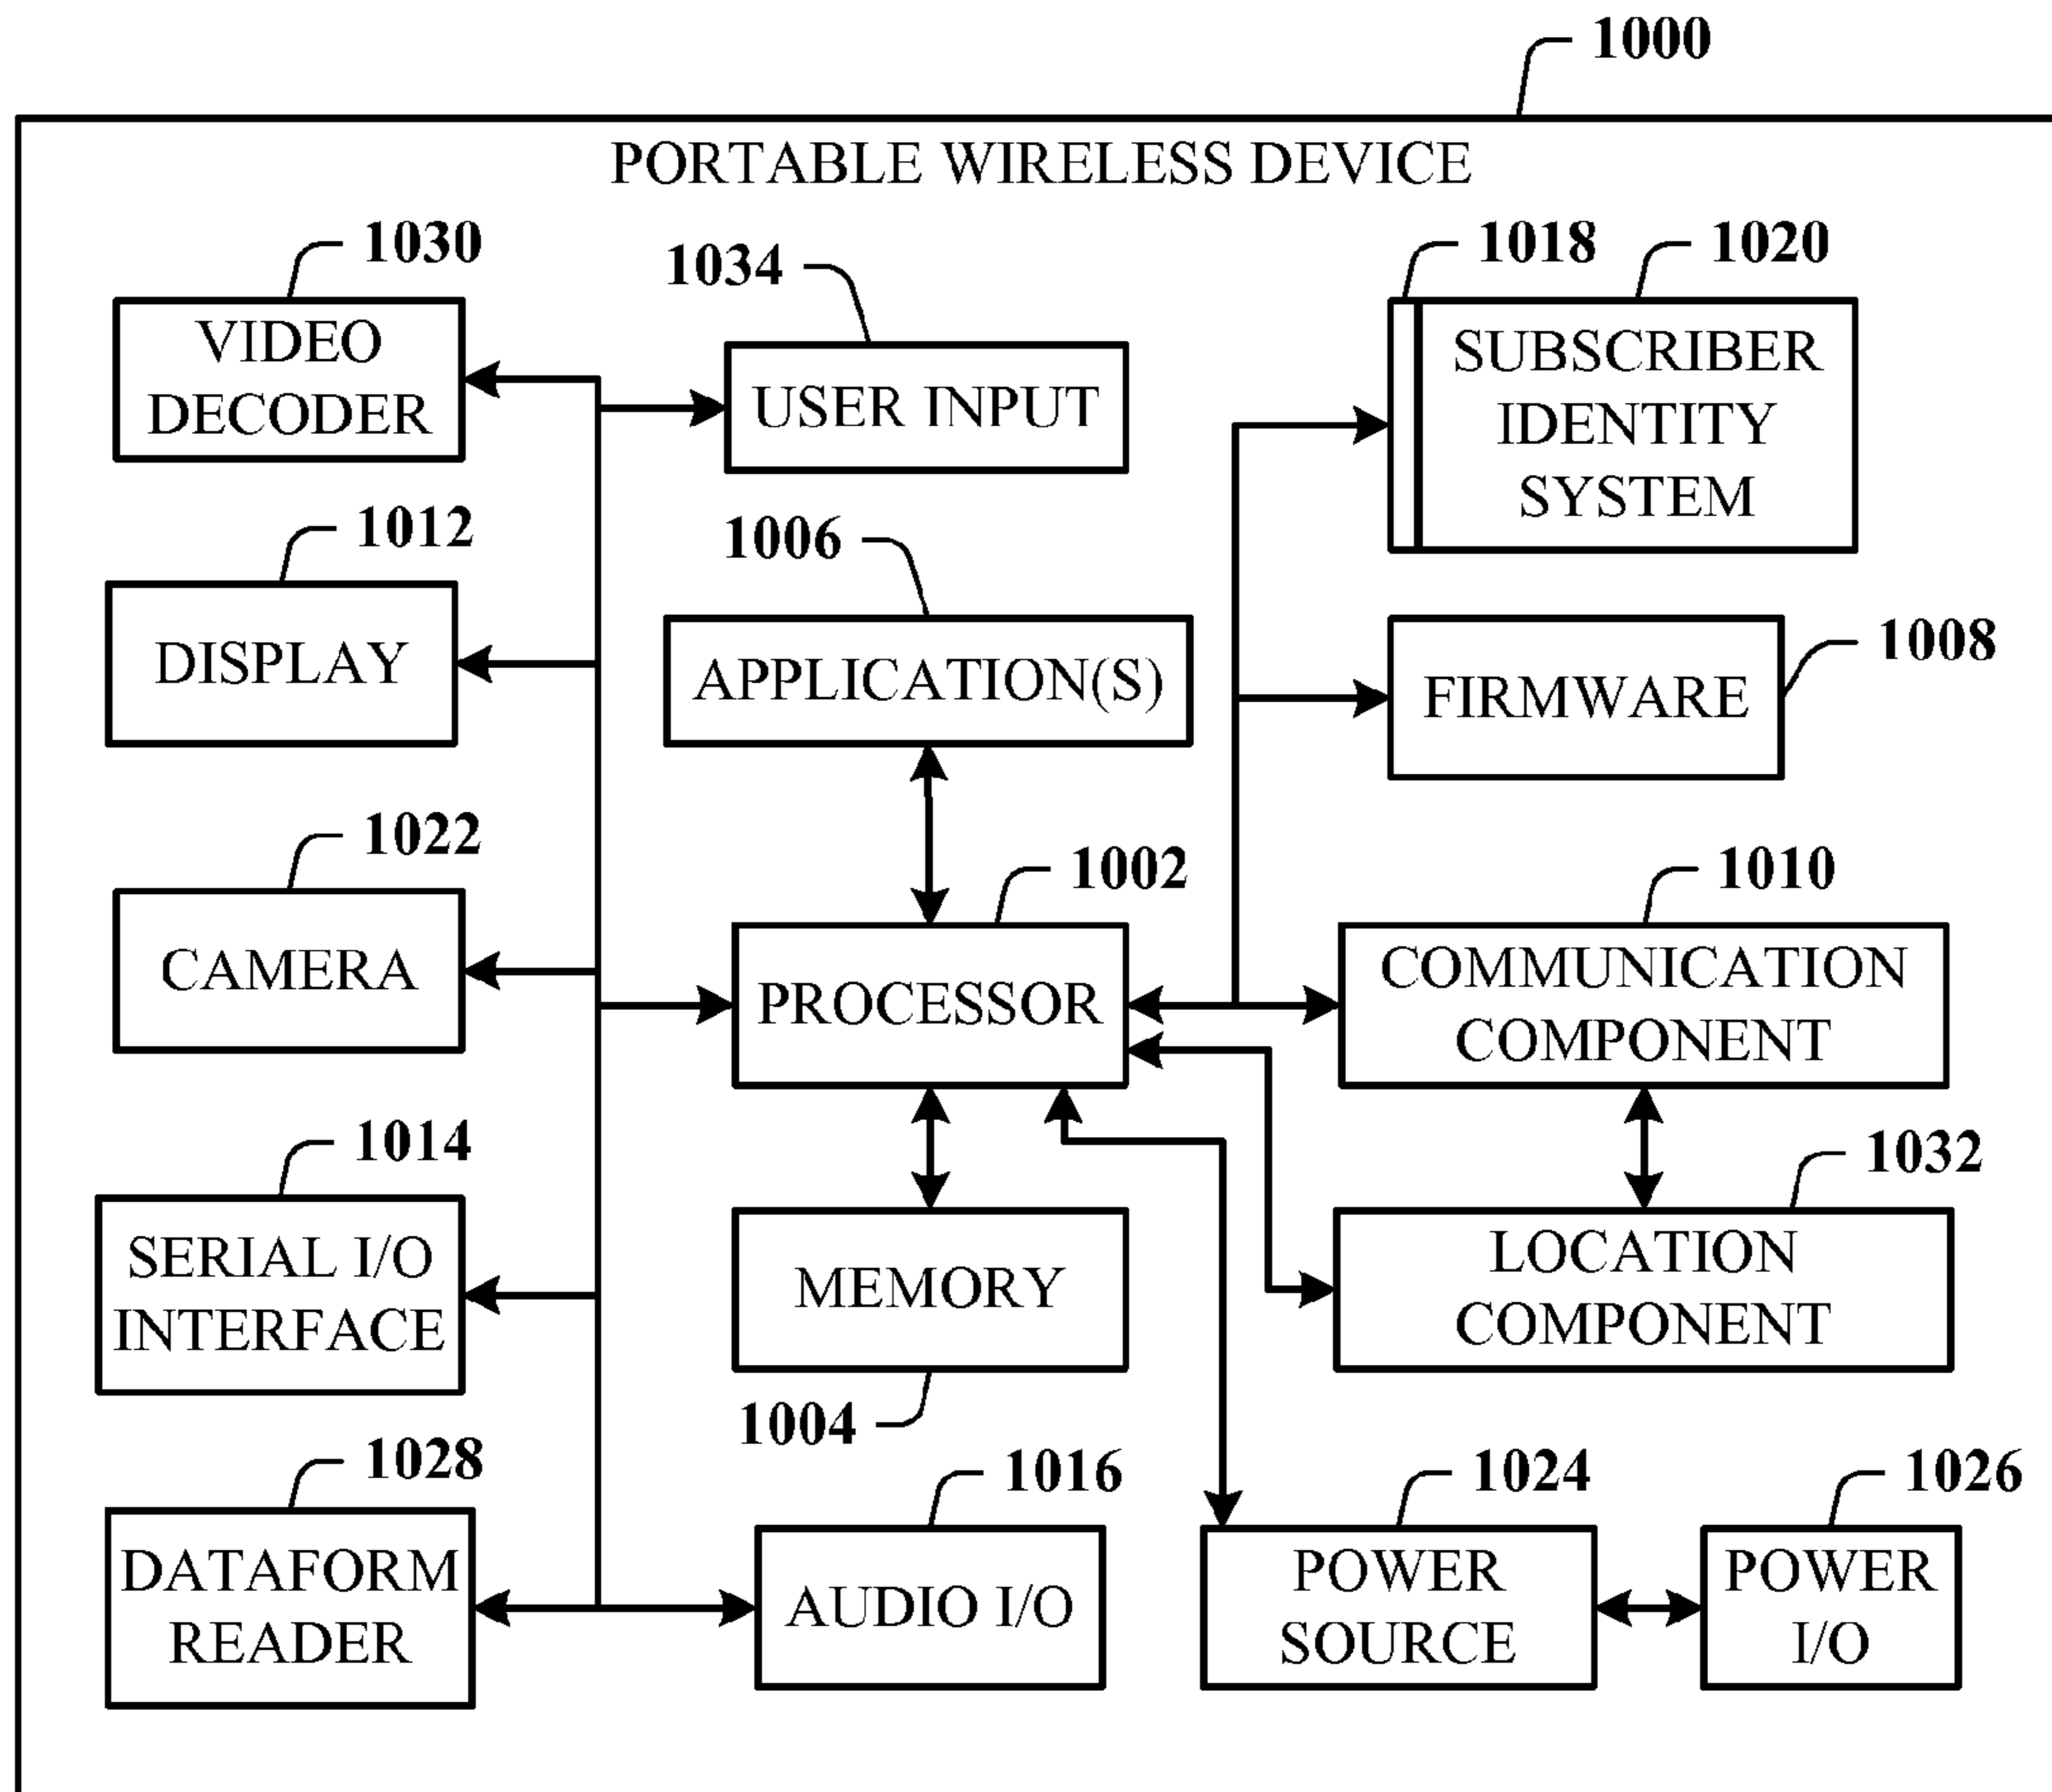 1000
PORTABLE WIRELESS DEVICE
1030
1034
1018
1020
VIDEO
DECODER
USER INPUT
SUBSCRIBER
IDENTITY
SYSTEM
1012
1006
DISPLAY
APPLICATION(S)
FIRMWARE
1008
1022
1002
1010
CAMERA
PROCESSOR
COMMUNICATION
COMPONENT
1014
1032
SERIAL I/O
INTERFACE
MEMORY
LOCATION
COMPONENT
1004
1028
1016
1024
1026
DATAFORM
READER
AUDIO I/O
POWER
SOURCE
POWER
I/O